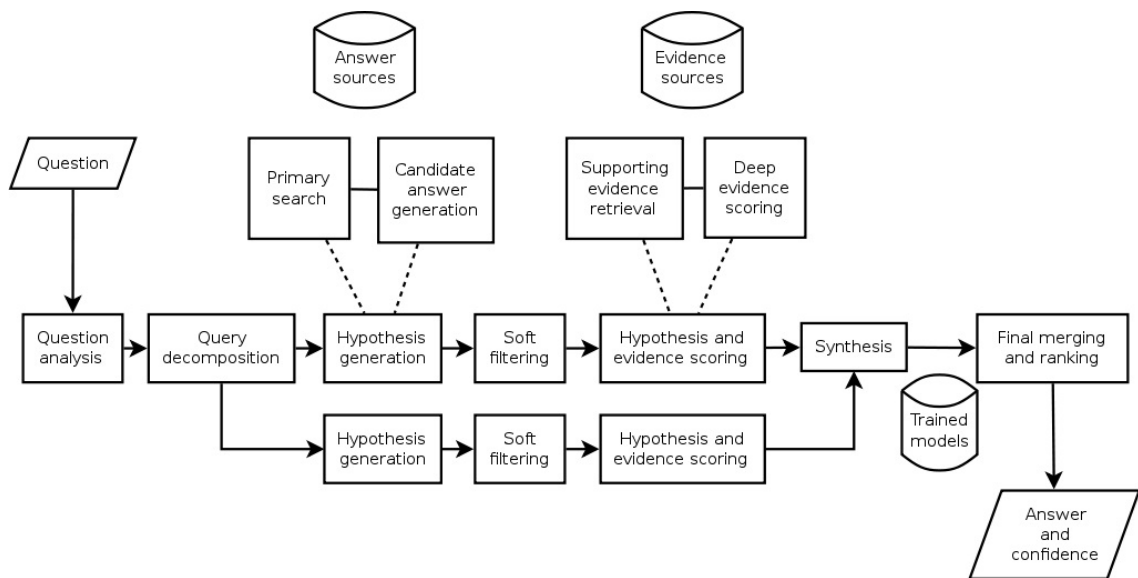 Answer
sources
Evidence
sources
Question
Primary
search
Candidate
answer
generation
Supporting
evidence
retrieval
Deep
evidence
scoring
Question
analysis
Query
decomposition
Hypothesis
generation
Soft
filtering
Hypothesis and
evidence scoring
Synthesis
Final merging
and ranking
Trained
models
Hypothesis
generation
Soft
filtering
Hypothesis and
evidence scoring
Answer
and
confidence